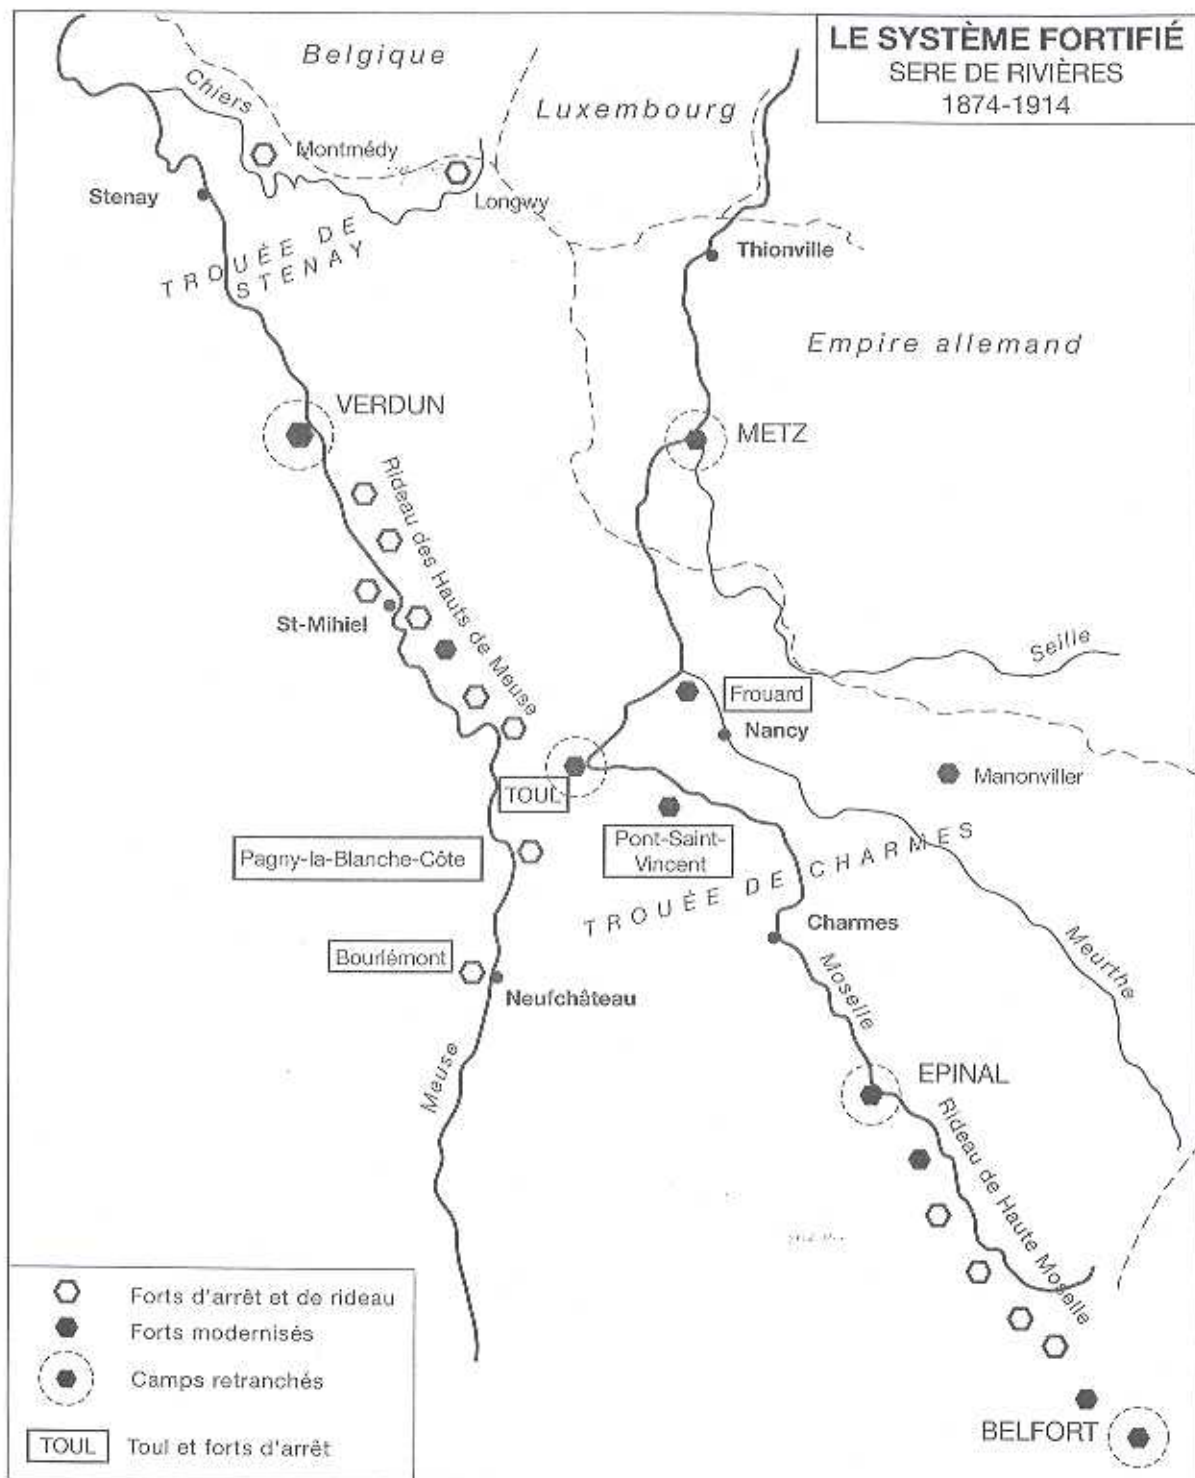 LE SYSTÈME FORTIFIÉ
SERE DE RIVIÈRES
1874-1914
Belgique
Luxembourg
Chiers
Montmédy
Longwy
Stenay
TROUÉE DE
STENAY
Thionville
Empire allemand
VERDUN
METZ
Rideau des Hauts de Meuse
St-Mihiel
Seille
Frouard
Nancy
Manonviller
TOUL
Pont-Saint-
Vincent
Pagny-la-Blanche-Côte
TROUÉE DE CHARMES
Charmes
Bourlémont
Neufchâteau
Moselle
Meurthe
Meuse
EPINAL
Rideau de Haute Moselle
BELFORT
Forts d'arrêt et de rideau
Forts modernisés
Camps retranchés
TOUL
Toul et forts d'arrêt